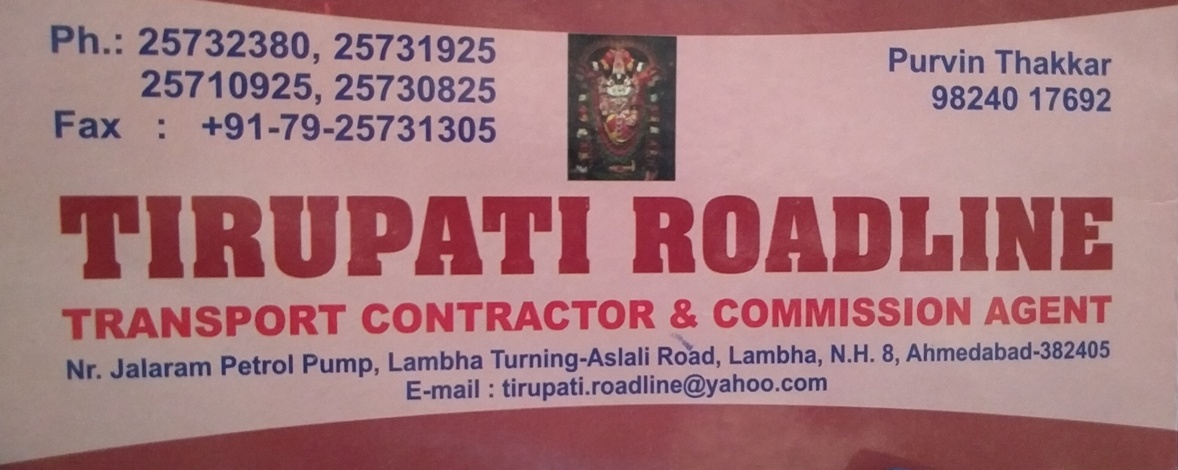 Ph.: 25732380, 25731925
25710925, 25730825
Fax : +91-79-25731305
Purvin Thakkar
98240 17692
TIRUPATI ROADLINE
TRANSPORT CONTRACTOR & COMMISSION AGENT
Nr. Jalaram Petrol Pump, Lambha Turning-Aslali Road, Lambha, N.H. 8, Ahmedabad-382405
E-mail : tirupati.roadline@yahoo.com